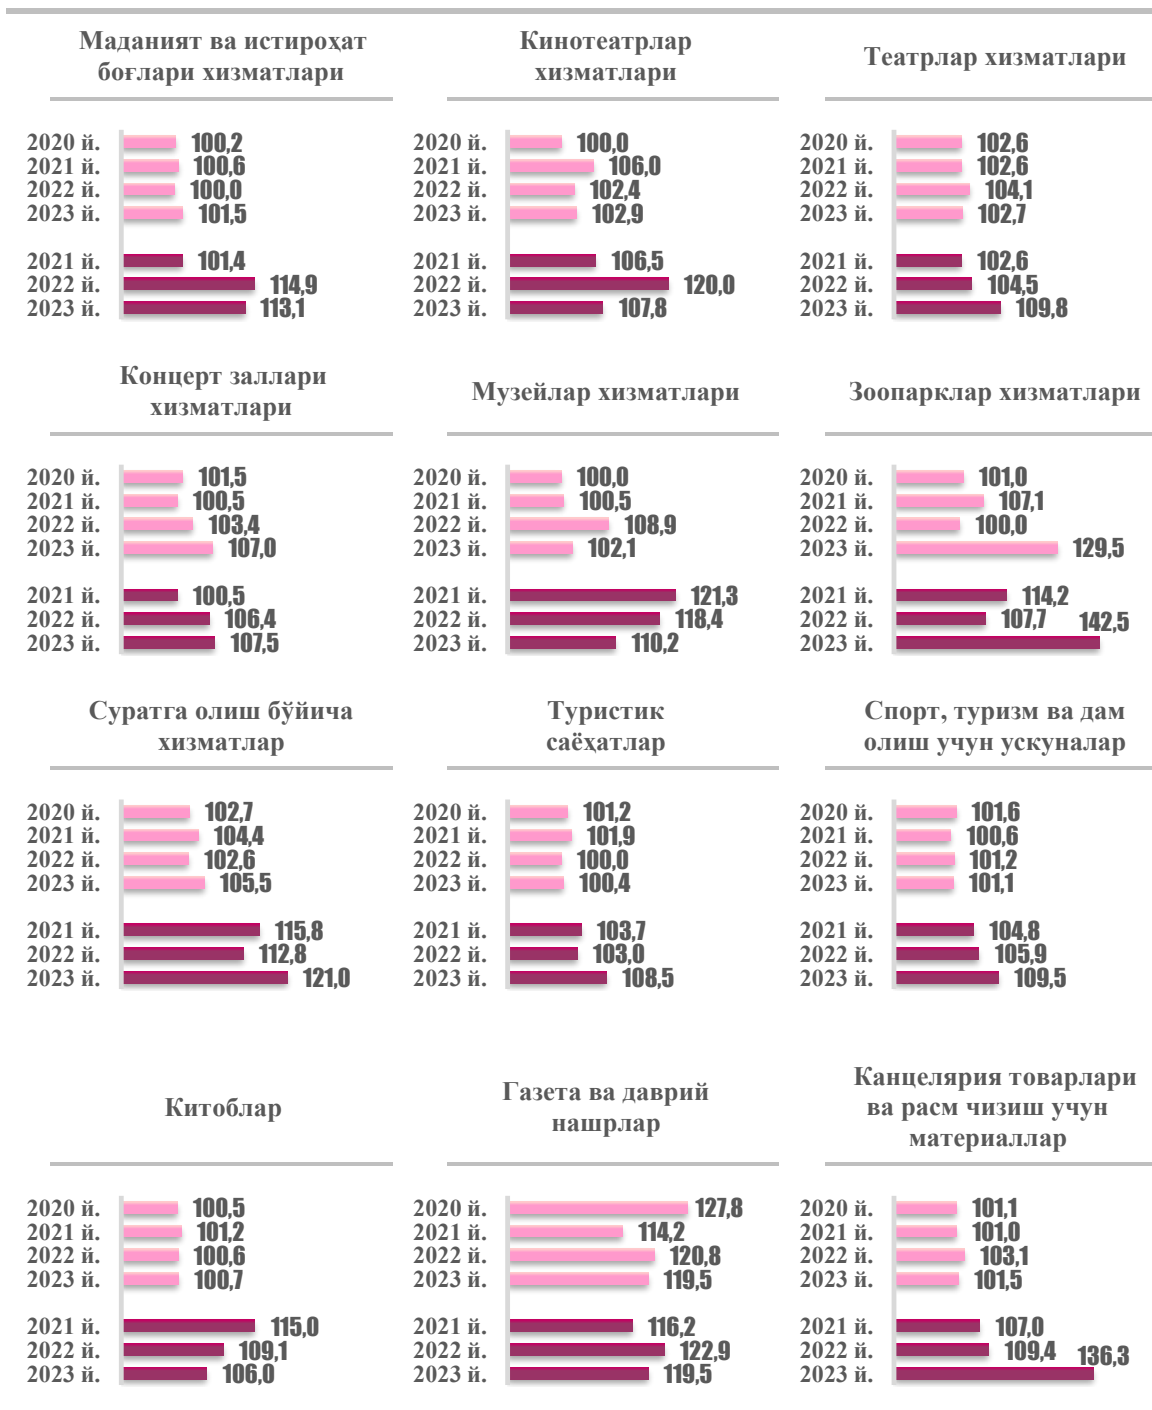 Маданият ва истироҳат
боғлари хизматлари
2020 й. 100,2
2021 й. 100,6
2022 й. 100,0
2023 й. 101,5
2021 й. 101,4
2022 й. 114,9
2023 й. 113,1
Кинотеатрлар
хизматлари
2020 й. 100,0
2021 й. 106,0
2022 й. 102,4
2023 й. 102,9
2021 й. 106,5
2022 й. 120,0
2023 й. 107,8
Театрлар хизматлари
2020 й. 102,6
2021 й. 102,6
2022 й. 104,1
2023 й. 102,7
2021 й. 102,6
2022 й. 104,5
2023 й. 109,8
Концерт заллари
хизматлари
2020 й. 101,5
2021 й. 100,5
2022 й. 103,4
2023 й. 107,0
2021 й. 100,5
2022 й. 106,4
2023 й. 107,5
Музейлар хизматлари
2020 й. 100,0
2021 й. 100,5
2022 й. 108,9
2023 й. 102,1
2021 й. 121,3
2022 й. 118,4
2023 й. 110,2
Зоопарклар хизматлари
2020 й. 101,0
2021 й. 107,1
2022 й. 100,0
2023 й. 129,5
2021 й. 114,2
2022 й. 107,7
2023 й. 142,5
Суратга олиш бўйича
хизматлар
2020 й. 102,7
2021 й. 104,4
2022 й. 102,6
2023 й. 105,5
2021 й. 115,8
2022 й. 112,8
2023 й. 121,0
Туристик
саёҳатлар
2020 й. 101,2
2021 й. 101,9
2022 й. 100,0
2023 й. 100,4
2021 й. 103,7
2022 й. 103,0
2023 й. 108,5
Спорт, туризм ва дам
олиш учун ускуналар
2020 й. 101,6
2021 й. 100,6
2022 й. 101,2
2023 й. 101,1
2021 й. 104,8
2022 й. 105,9
2023 й. 109,5
Китоблар
2020 й. 100,5
2021 й. 101,2
2022 й. 100,6
2023 й. 100,7
2021 й. 115,0
2022 й. 109,1
2023 й. 106,0
Газета ва даврий
нашрлар
2020 й. 127,8
2021 й. 114,2
2022 й. 120,8
2023 й. 119,5
2021 й. 116,2
2022 й. 122,9
2023 й. 119,5
Канцелярия товарлари
ва расм чизиш учун
материаллар
2020 й. 101,1
2021 й. 101,0
2022 й. 103,1
2023 й. 101,5
2021 й. 107,0
2022 й. 109,4
2023 й. 136,3